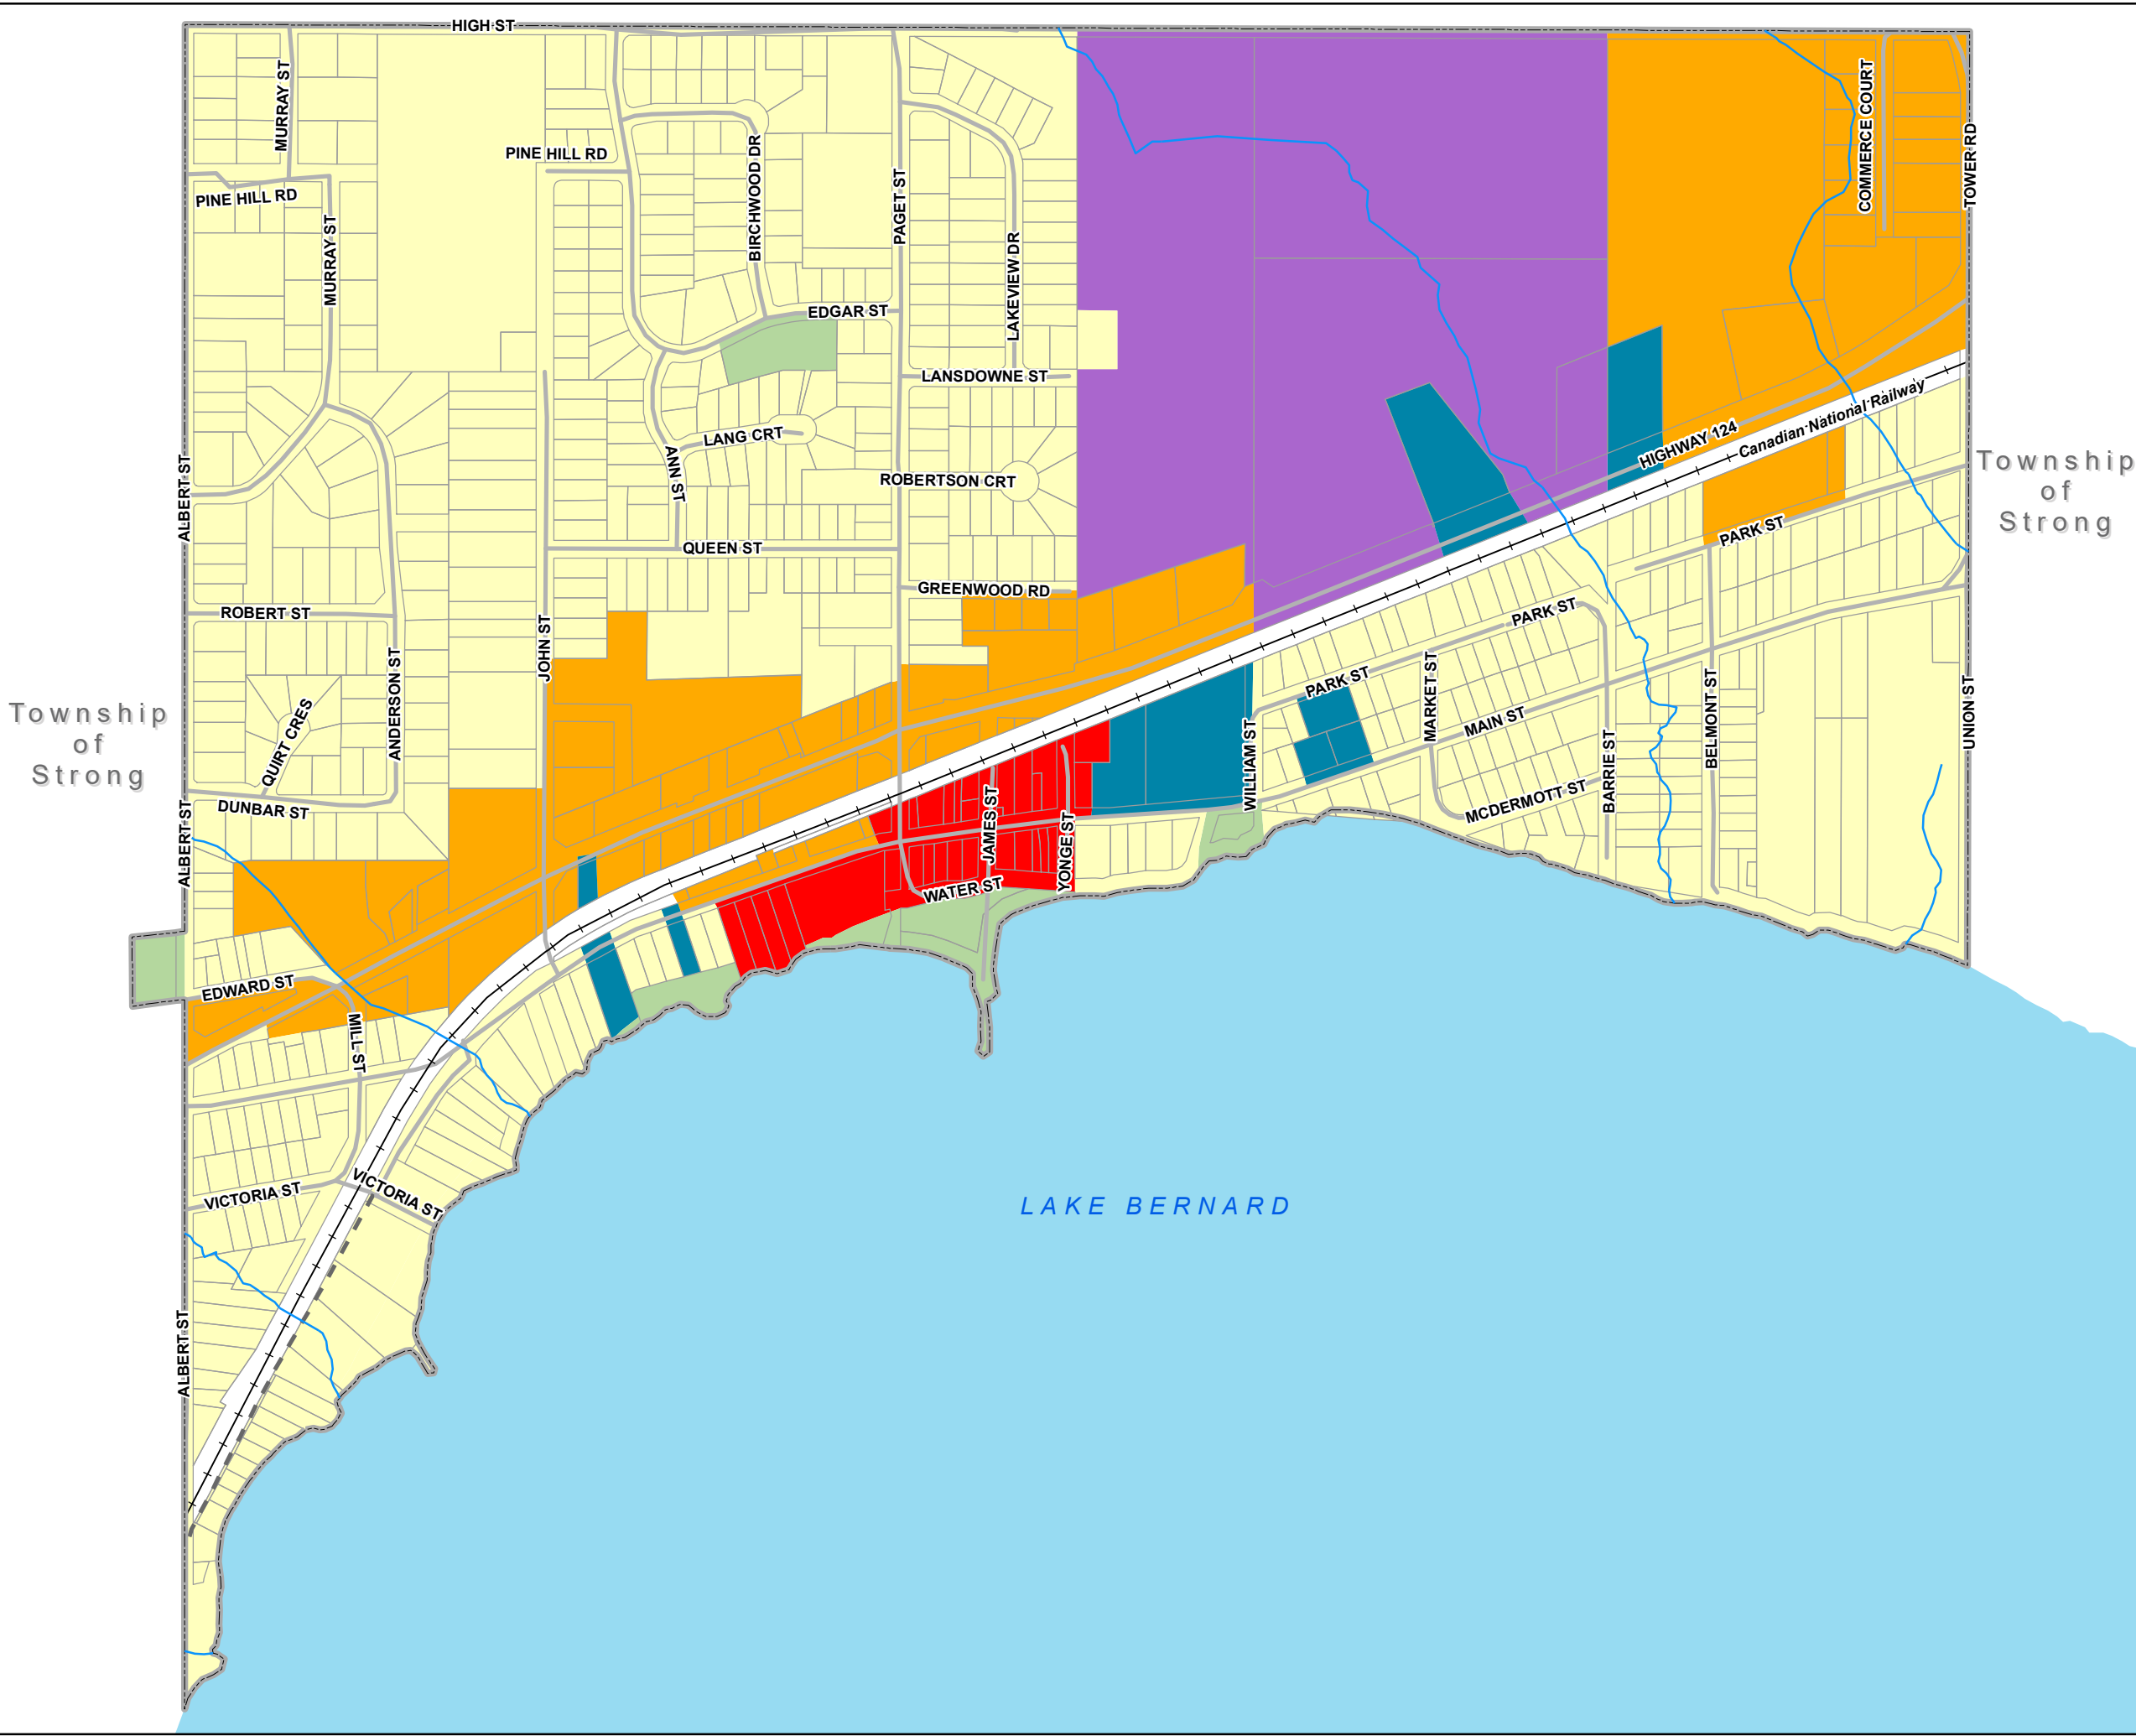 HIGH ST
MURRAY ST
COMMERCE COURT
TOWER RD
PINE HILL RD
BIRCHWOOD DR
PAGET ST
PINE HILL RD
MURRAY ST
LAKEVIEW DR
EDGAR ST
LANSDOWNE ST
Canadian National Railway
HIGHWAY 124
LANG CRT
ANN ST
ROBERTSON CRT
ALBERT ST
Township
of
Strong
PARK ST
QUEEN ST
GREENWOOD RD
ROBERT ST
PARK ST
JOHN ST
ANDERSON ST
PARK ST
MARKET ST
MAIN ST
BELMONT ST
UNION ST
Township
of
Strong
QUIRT CRES
WILLIAM ST
BARRIE ST
DUNBAR ST
MCDERMOTT ST
ALBERT ST
JAMES ST
YONGE ST
WATER ST
EDWARD ST
MILL ST
VICTORIA ST
VICTORIA ST
LAKE BERNARD
ALBERT ST